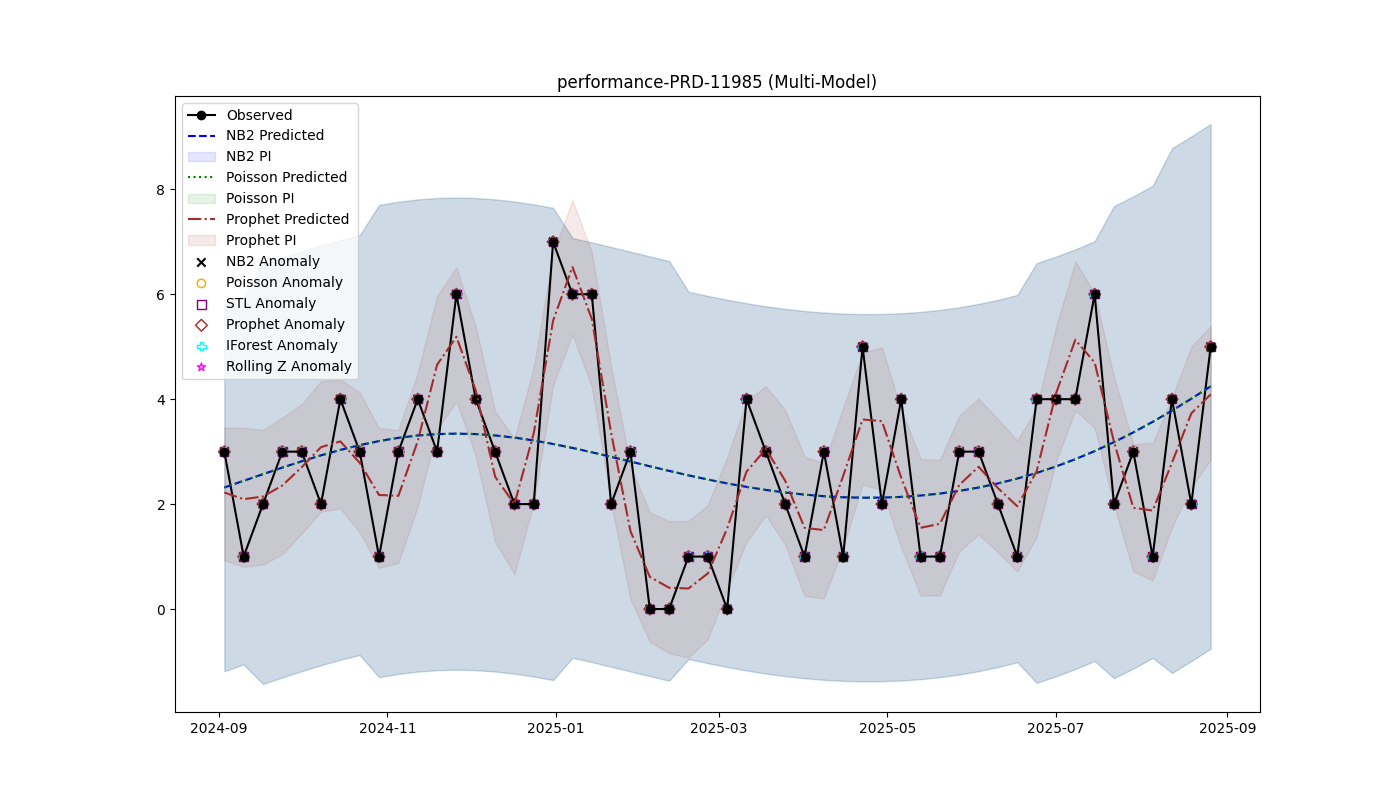 performance-PRD-11985 (Multi-Model)
Observed
NB2 Predicted
NB2 PI
Poisson Predicted
Poisson PI
Prophet Predicted
Prophet PI
NB2 Anomaly
Poisson Anomaly
STL Anomaly
Prophet Anomaly
IForest Anomaly
Rolling Z Anomaly
8
6
4
2
0
2024-09 2024-11 2025-01 2025-03 2025-05 2025-07 2025-09